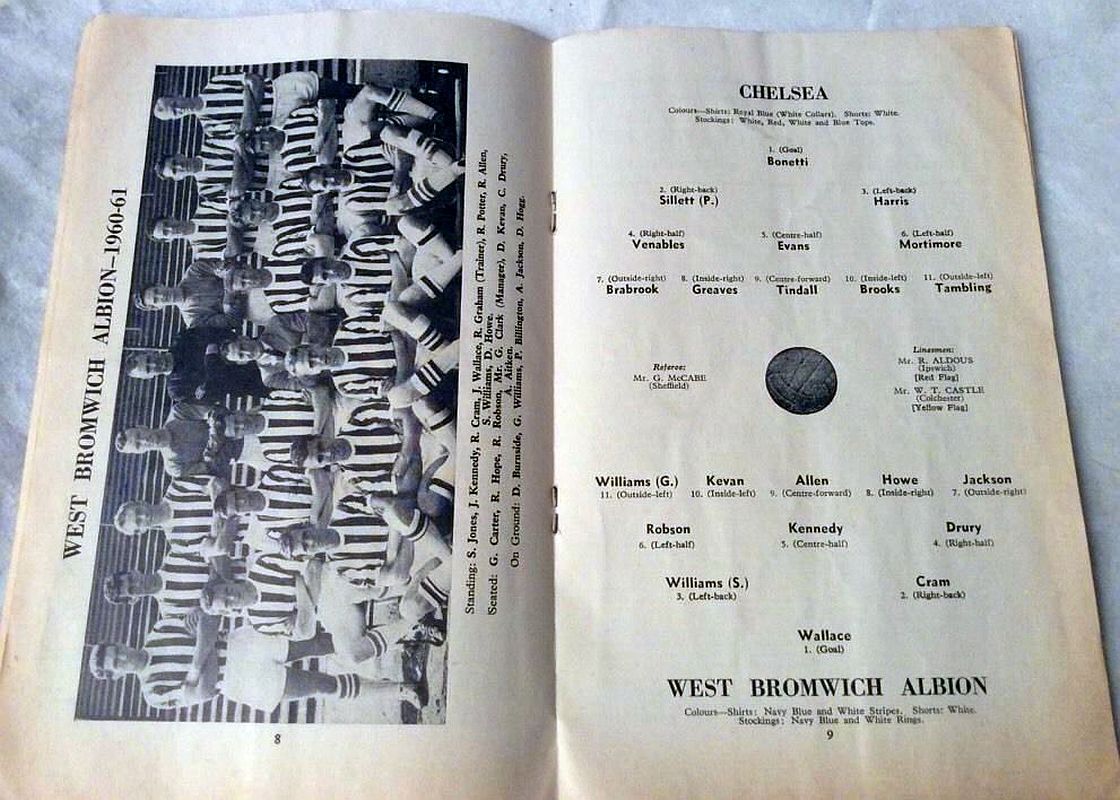 WEST BROMWICH ALBION—1960-61
Standing: S. Jones, J. Kennedy, R. Cram, J. Wallace, R. Graham (Trainer), R. Potter, R. Allen,
S. Williams, D. Howe.
Seated: G. Carter, R. Hope, R. Robson, Mr. G. Clark (Manager), D. Kevan, C. Drury,
A. Aitken.
On Ground: D. Burnside, G. Williams, P. Billington, A. Jackson, D. Hogg.
8
CHELSEA
Colours—Shirts: Royal Blue (White Collars). Shorts: White.
Stockings: White, Red, White and Blue Tops.
1. (Goal)
Bonetti
2. (Right-back) 3. (Left-back)
Sillett (P.) Harris
4. (Right-half) 5. (Centre-half) 6. (Left-half)
Venables Evans Mortimore
7. (Outside-right) 8. (Inside-right) 9. (Centre-forward) 10. (Inside-left) 11. (Outside-left)
Brabrook Greaves Tindall Brooks Tambling
Referee:
Mr. G. McCABE
(Sheffield)
Linesmen:
Mr. R. ALDOUS
(Ipswich)
[Red Flag]
Mr. W. T. CASTLE
(Colchester)
[Yellow Flag]
Williams (G.) Kevan Allen Howe Jackson
11. (Outside-left) 10. (Inside-left) 9. (Centre-forward) 8. (Inside-right) 7. (Outside-right)
Robson Kennedy Drury
6. (Left-half) 5. (Centre-half) 4. (Right-half)
Williams (S.) Cram
3. (Left-back) 2. (Right-back)
Wallace
1. (Goal)
WEST BROMWICH ALBION
Colours—Shirts: Navy Blue and White Stripes. Shorts: White.
Stockings: Navy Blue and White Rings.
9